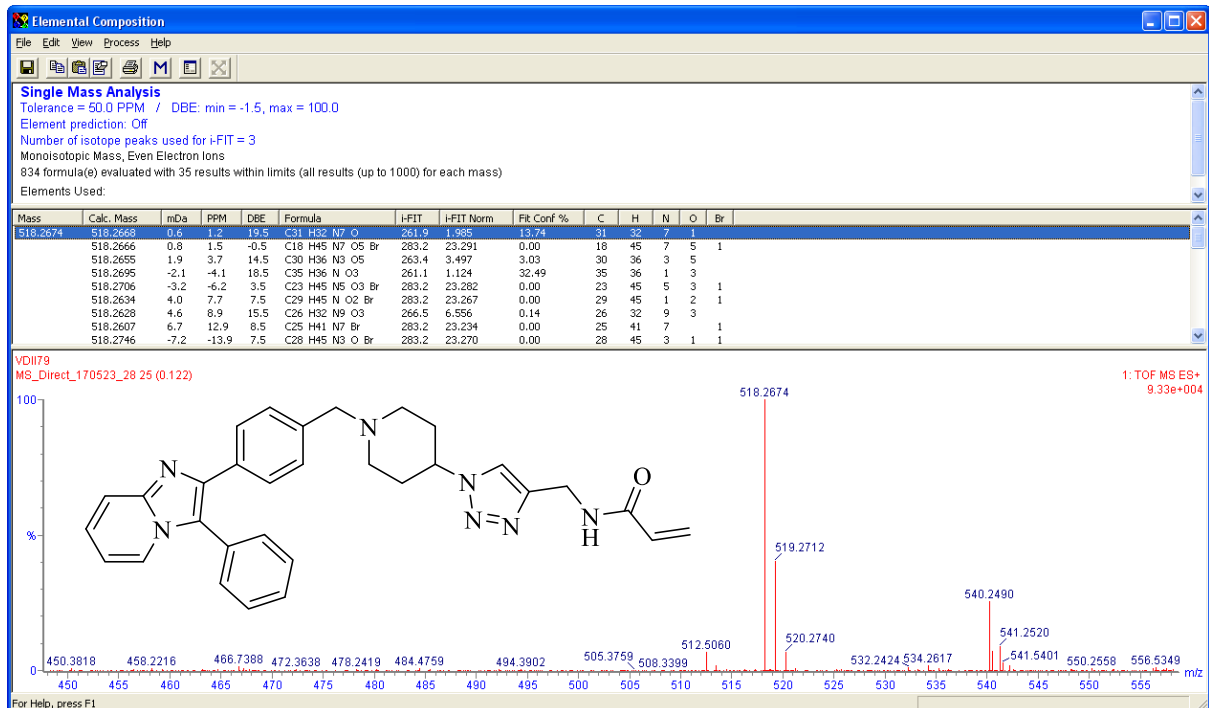 Elemental Composition
File Edit View Process Help
M
Single Mass Analysis
Tolerance = 50.0 PPM / DBE: min = -1.5, max = 100.0
Element prediction: Off
Number of isotope peaks used for i-FIT = 3
Monoisotopic Mass, Even Electron Ions
834 formula(e) evaluated with 35 results within limits (all results (up to 1000) for each mass)
Elements Used:
Mass Calc. Mass mDa PPM DBE Formula i-FIT i-FIT Norm Fit Conf % C H N O Br
518.2674 518.2668 0.6 1.2 19.5 C31 H32 N7 O 261.9 1.985 13.74 31 32 7 1
518.2666 0.8 1.5 -0.5 C18 H45 N7 O5 Br 283.2 23.291 0.00 18 45 7 5 1
518.2655 1.9 3.7 14.5 C30 H36 N3 O5 263.4 3.497 3.03 30 36 3 5
518.2695 -2.1 -4.1 18.5 C35 H36 N O3 261.1 1.124 32.49 35 36 1 3
518.2706 -3.2 -6.2 3.5 C23 H45 N5 O3 Br 283.2 23.282 0.00 23 45 5 3 1
518.2634 4.0 7.7 7.5 C29 H45 N O2 Br 283.2 23.267 0.00 29 45 1 2 1
518.2628 4.6 8.9 15.5 C26 H32 N9 O3 266.5 6.556 0.14 26 32 9 3
518.2607 6.7 12.9 8.5 C25 H41 N7 Br 283.2 23.234 0.00 25 41 7 1
518.2746 -7.2 -13.9 7.5 C28 H45 N3 O Br 283.2 23.270 0.00 28 45 3 1 1
VDII79
MS_Direct_170523_28 25 (0.122)
1: TOF MS ES+
9.33e+004
100
%
0
518.2674
519.2712
520.2740
540.2490
541.2520
541.5401
512.5060
450.3818 458.2216 466.7388 472.3638 478.2419 484.4759 494.3902 505.3759 508.3399 532.2424 534.2617 550.2558 556.5349
N
N
N
N
N=N
N
H
O
450 455 460 465 470 475 480 485 490 495 500 505 510 515 520 525 530 535 540 545 550 555 m/z
For Help, press F1